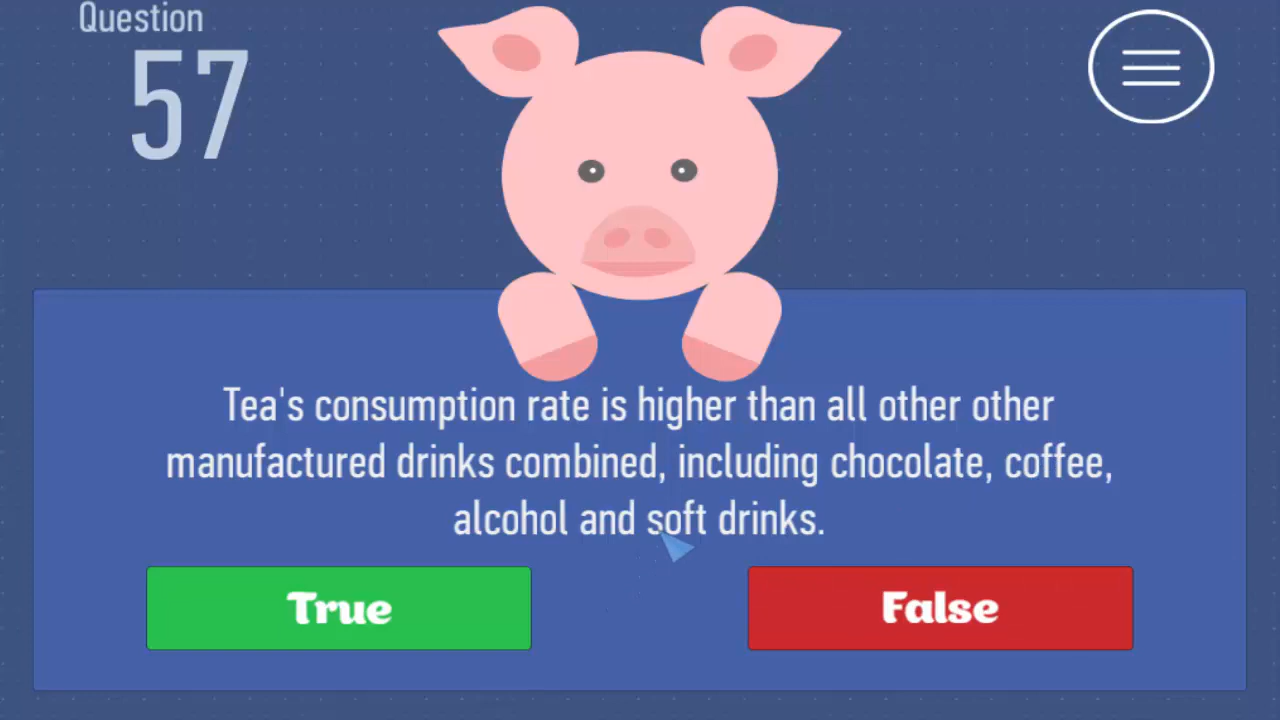 Question
57
Tea's consumption rate is higher than all other other
manufactured drinks combined, including chocolate, coffee,
alcohol and soft drinks.
True
False